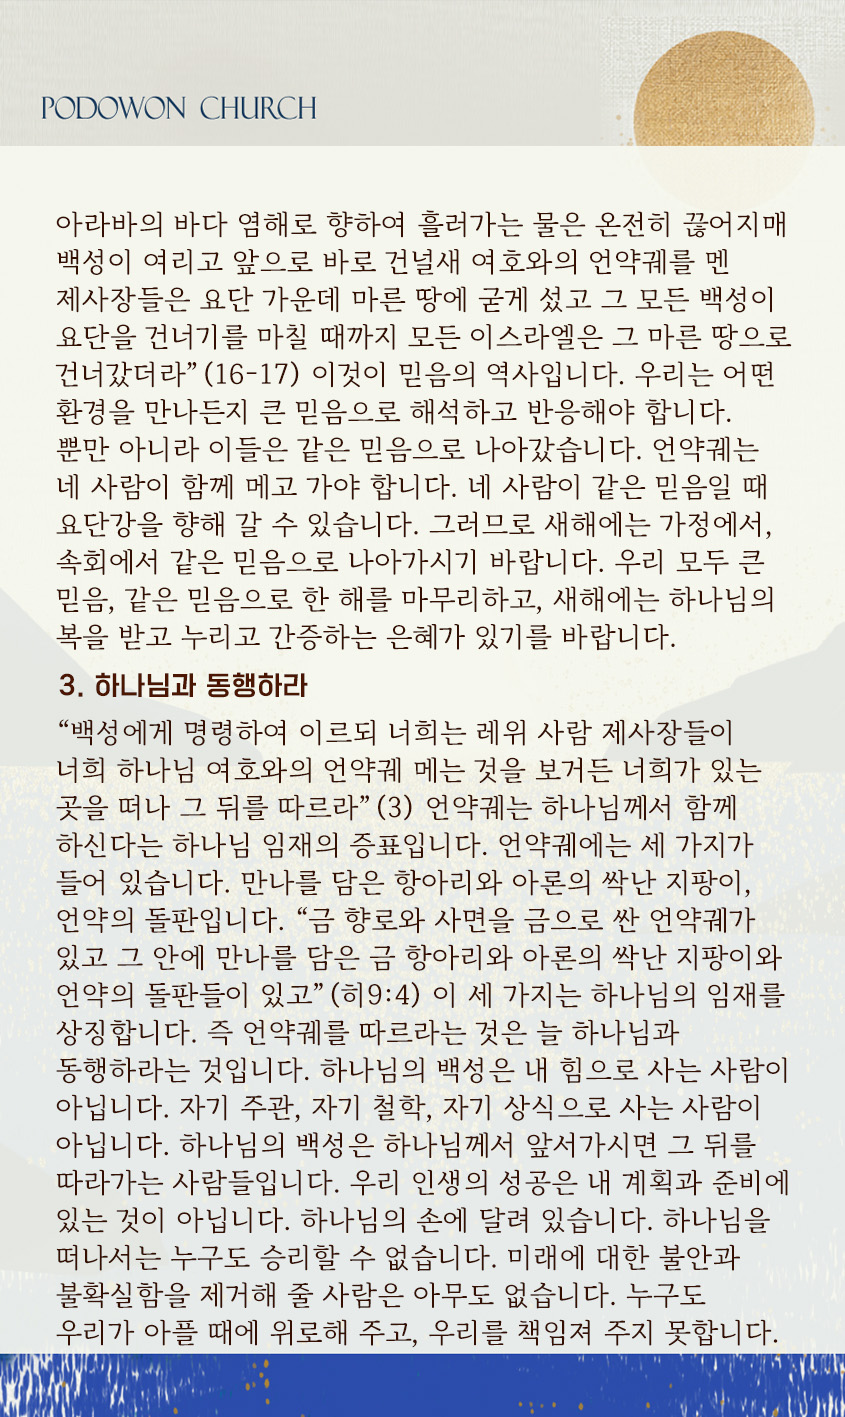 PODOWON CHURCH
아라바의 바다 염해로 향하여 흘러가는 물은 온전히 끊어지매
백성이 여리고 앞으로 바로 건널새 여호와의 언약궤를 멘
제사장들은 요단 가운데 마른 땅에 굳게 섰고 그 모든 백성이
요단을 건너기를 마칠 때까지 모든 이스라엘은 그 마른 땅으로
건너갔더라”(16-17) 이것이 믿음의 역사입니다. 우리는 어떤
환경을 만나든지 큰 믿음으로 해석하고 반응해야 합니다.
뿐만 아니라 이들은 같은 믿음으로 나아갔습니다. 언약궤는
네 사람이 함께 메고 가야 합니다. 네 사람이 같은 믿음일 때
요단강을 향해 갈 수 있습니다. 그러므로 새해에는 가정에서,
속회에서 같은 믿음으로 나아가시기 바랍니다. 우리 모두 큰
믿음, 같은 믿음으로 한 해를 마무리하고, 새해에는 하나님의
복을 받고 누리고 간증하는 은혜가 있기를 바랍니다.
3. 하나님과 동행하라
“백성에게 명령하여 이르되 너희는 레위 사람 제사장들이
너희 하나님 여호와의 언약궤 메는 것을 보거든 너희가 있는
곳을 떠나 그 뒤를 따르라”(3) 언약궤는 하나님께서 함께
하신다는 하나님 임재의 증표입니다. 언약궤에는 세 가지가
들어 있습니다. 만나를 담은 항아리와 아론의 싹난 지팡이,
언약의 돌판입니다. “금 향로와 사면을 금으로 싼 언약궤가
있고 그 안에 만나를 담은 금 항아리와 아론의 싹난 지팡이와
언약의 돌판들이 있고”(히9:4) 이 세 가지는 하나님의 임재를
상징합니다. 즉 언약궤를 따르라는 것은 늘 하나님과
동행하라는 것입니다. 하나님의 백성은 내 힘으로 사는 사람이
아닙니다. 자기 주관, 자기 철학, 자기 상식으로 사는 사람이
아닙니다. 하나님의 백성은 하나님께서 앞서가시면 그 뒤를
따라가는 사람들입니다. 우리 인생의 성공은 내 계획과 준비에
있는 것이 아닙니다. 하나님의 손에 달려 있습니다. 하나님을
떠나서는 누구도 승리할 수 없습니다. 미래에 대한 불안과
불확실함을 제거해 줄 사람은 아무도 없습니다. 누구도
우리가 아플 때에 위로해 주고, 우리를 책임져 주지 못합니다.